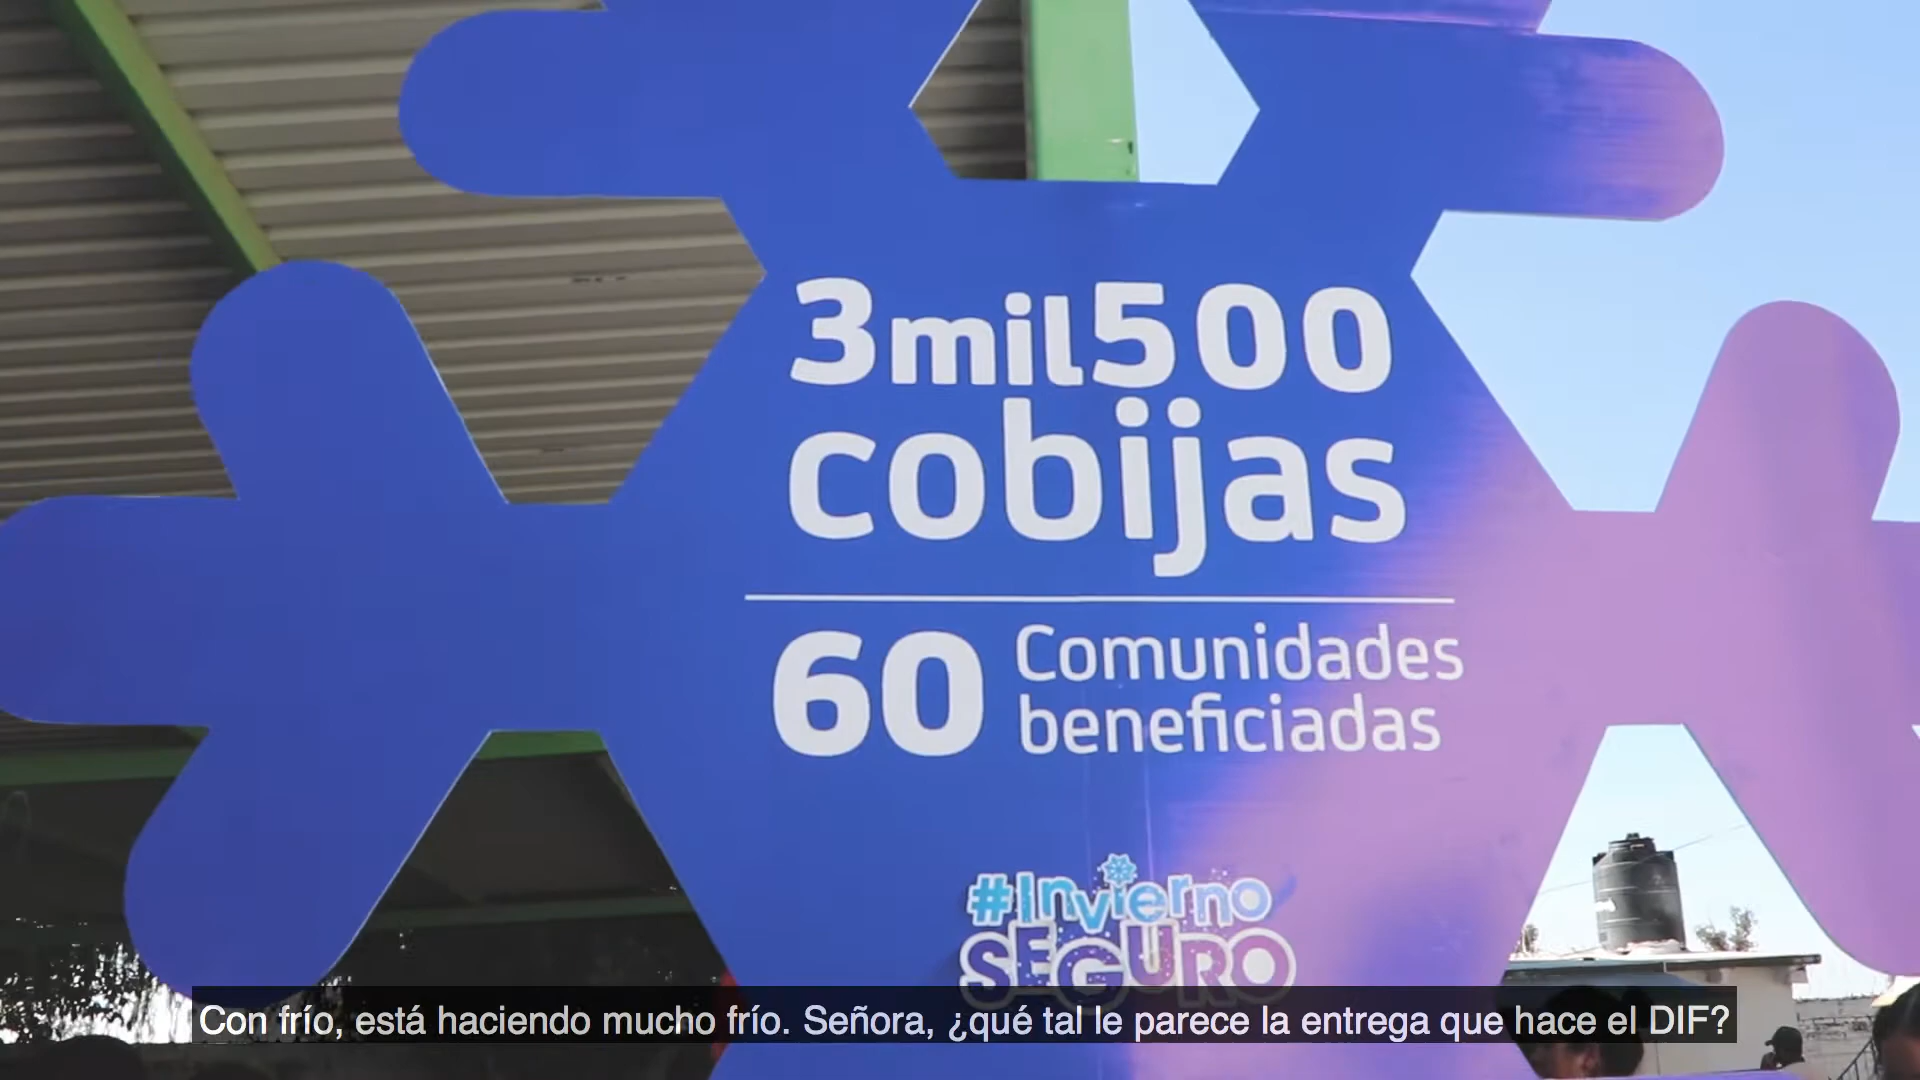 3mil500
cobijas
60 Comunidades
beneficiadas
#Invierno
SEGURO
Con frío, está haciendo mucho frío. Señora, ¿qué tal le parece la entrega que hace el DIF?